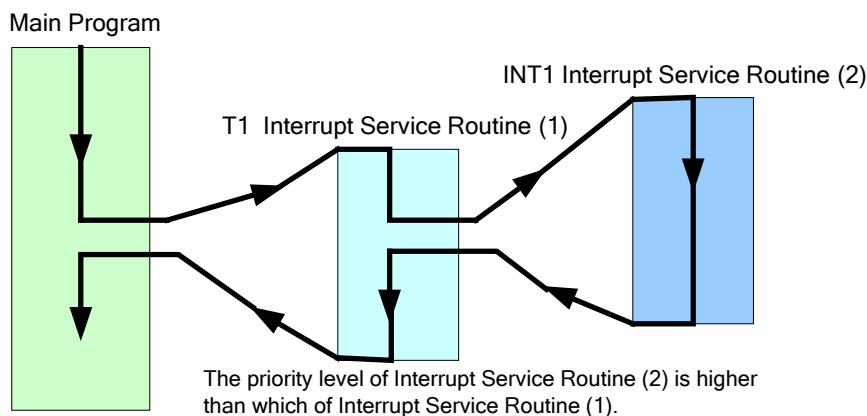 Main Program
INT1 Interrupt Service Routine (2)
T1 Interrupt Service Routine (1)
The priority level of Interrupt Service Routine (2) is higher
than which of Interrupt Service Routine (1).